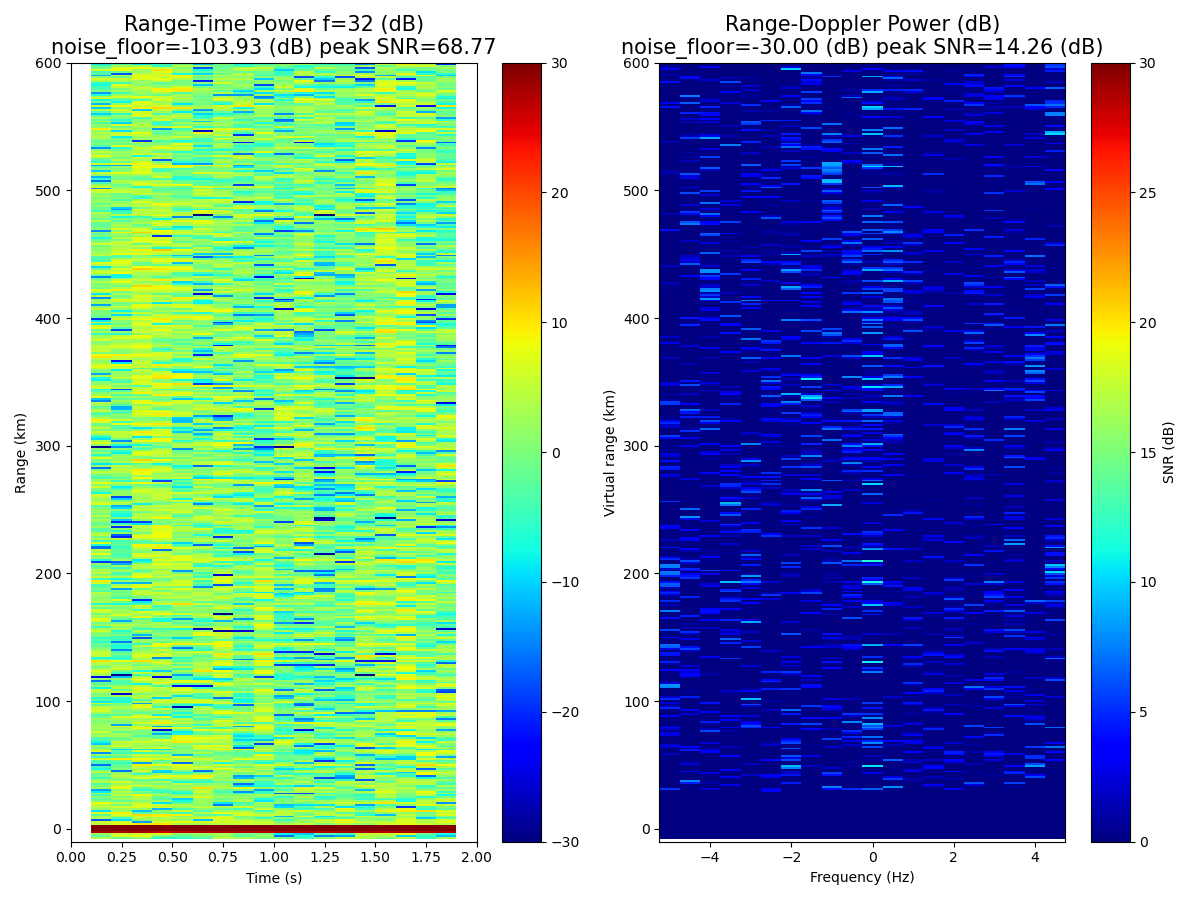 Range-Time Power f=32 (dB)
noise_floor=-103.93 (dB) peak SNR=68.77
600
500
400
300
200
100
0
Range (km)
0.00 0.25 0.50 0.75 1.00 1.25 1.50 1.75 2.00
Time (s)
30
20
10
0
−10
−20
−30
Range-Doppler Power (dB)
noise_floor=-30.00 (dB) peak SNR=14.26 (dB)
600
500
400
300
200
100
0
Virtual range (km)
−4 −2 0 2 4
Frequency (Hz)
30
25
20
15
10
5
0
SNR (dB)